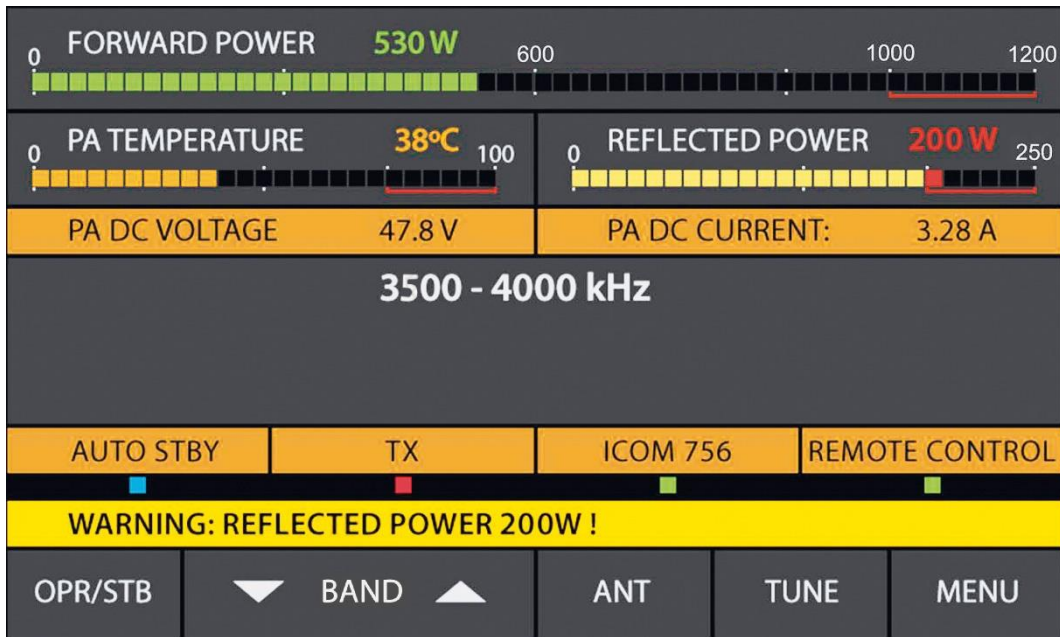 FORWARD POWER 530 W
0 600 1000 1200
PA TEMPERATURE 38ºC
0 100
REFLECTED POWER 200 W
0 250
PA DC VOLTAGE 47.8 V
PA DC CURRENT: 3.28 A
3500 - 4000 kHz
AUTO STBY TX ICOM 756 REMOTE CONTROL
WARNING: REFLECTED POWER 200W !
OPR/STB BAND ANT TUNE MENU